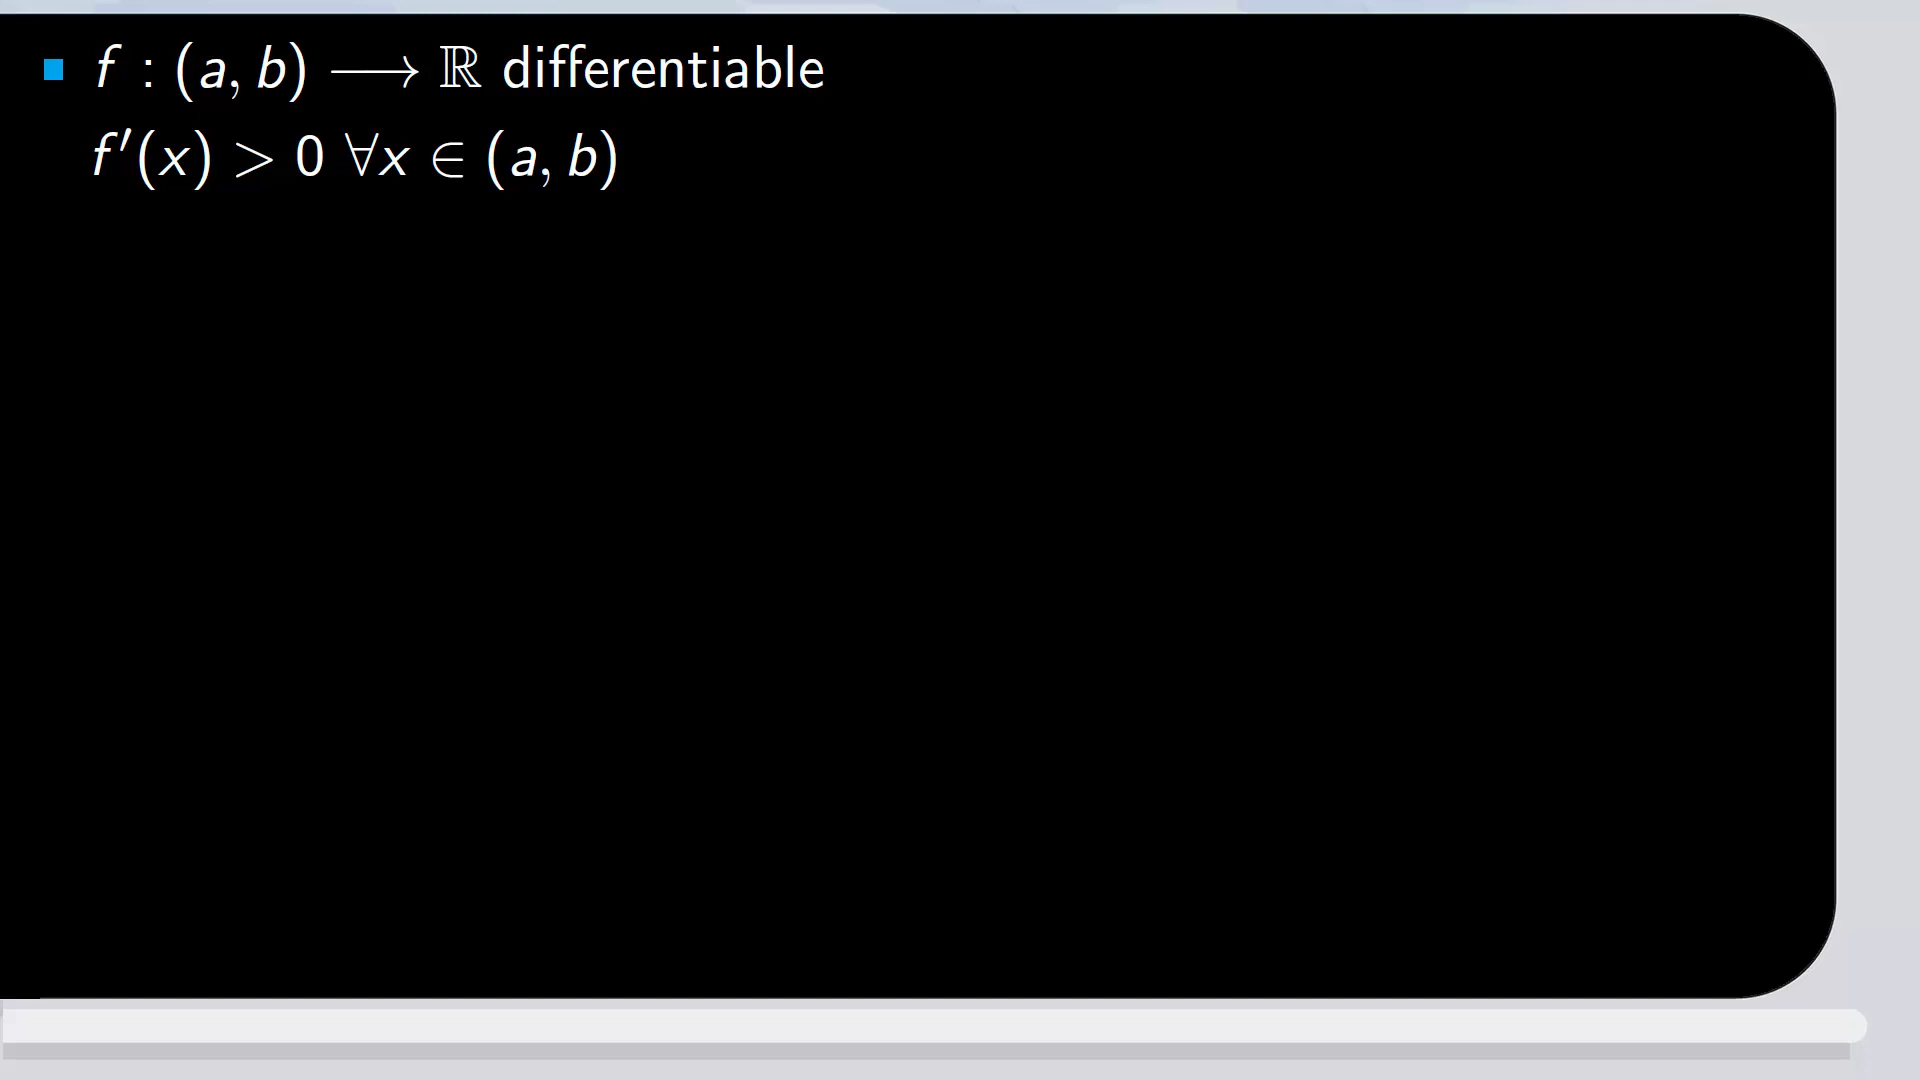 f : (a, b) ⟶ ℝ differentiable
f′(x) > 0 ∀x ∈ (a, b)